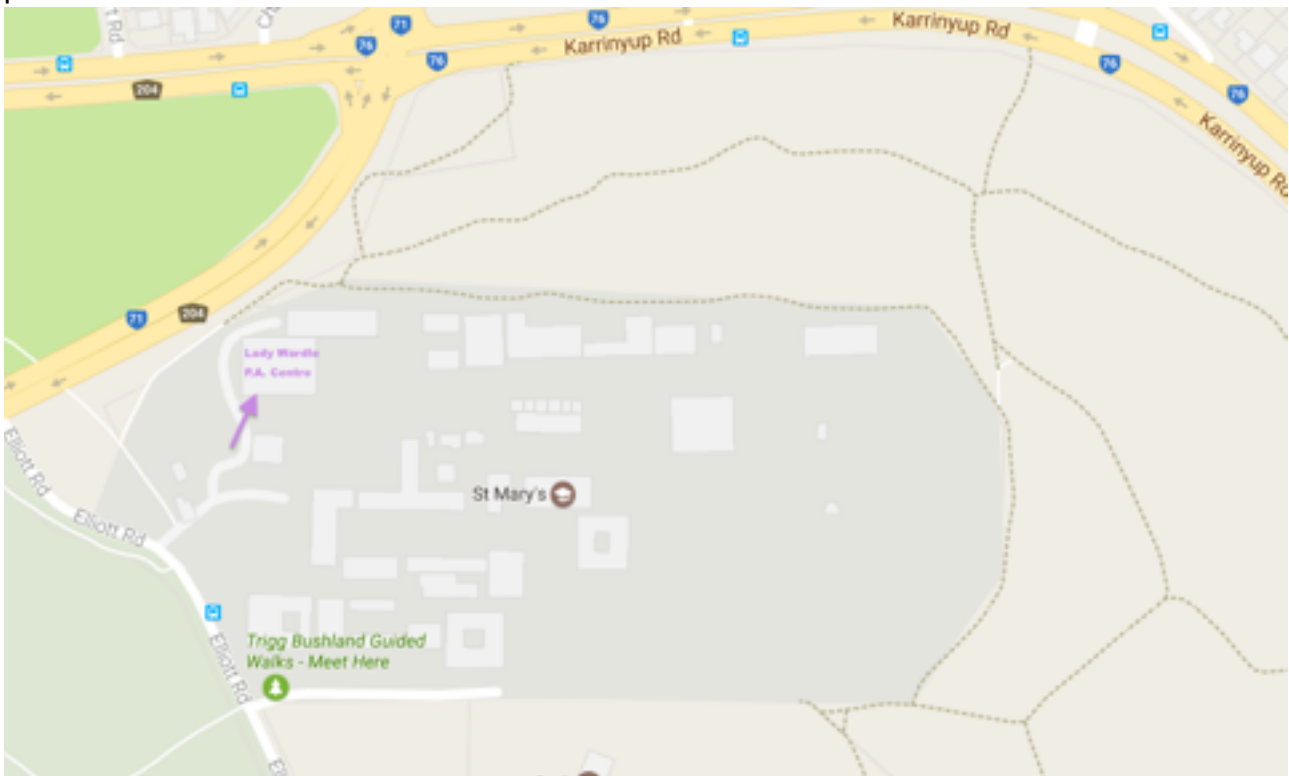 71
76
Karrinyup Rd
76
Karrinyup Rd
76
76
204
76
Karrinyup Rd
204
71
Lady Wardle
P.A. Centre
Elliott Rd
St Mary's
Elliott Rd
Trigg Bushland Guided
Walks - Meet Here
Elliott Rd